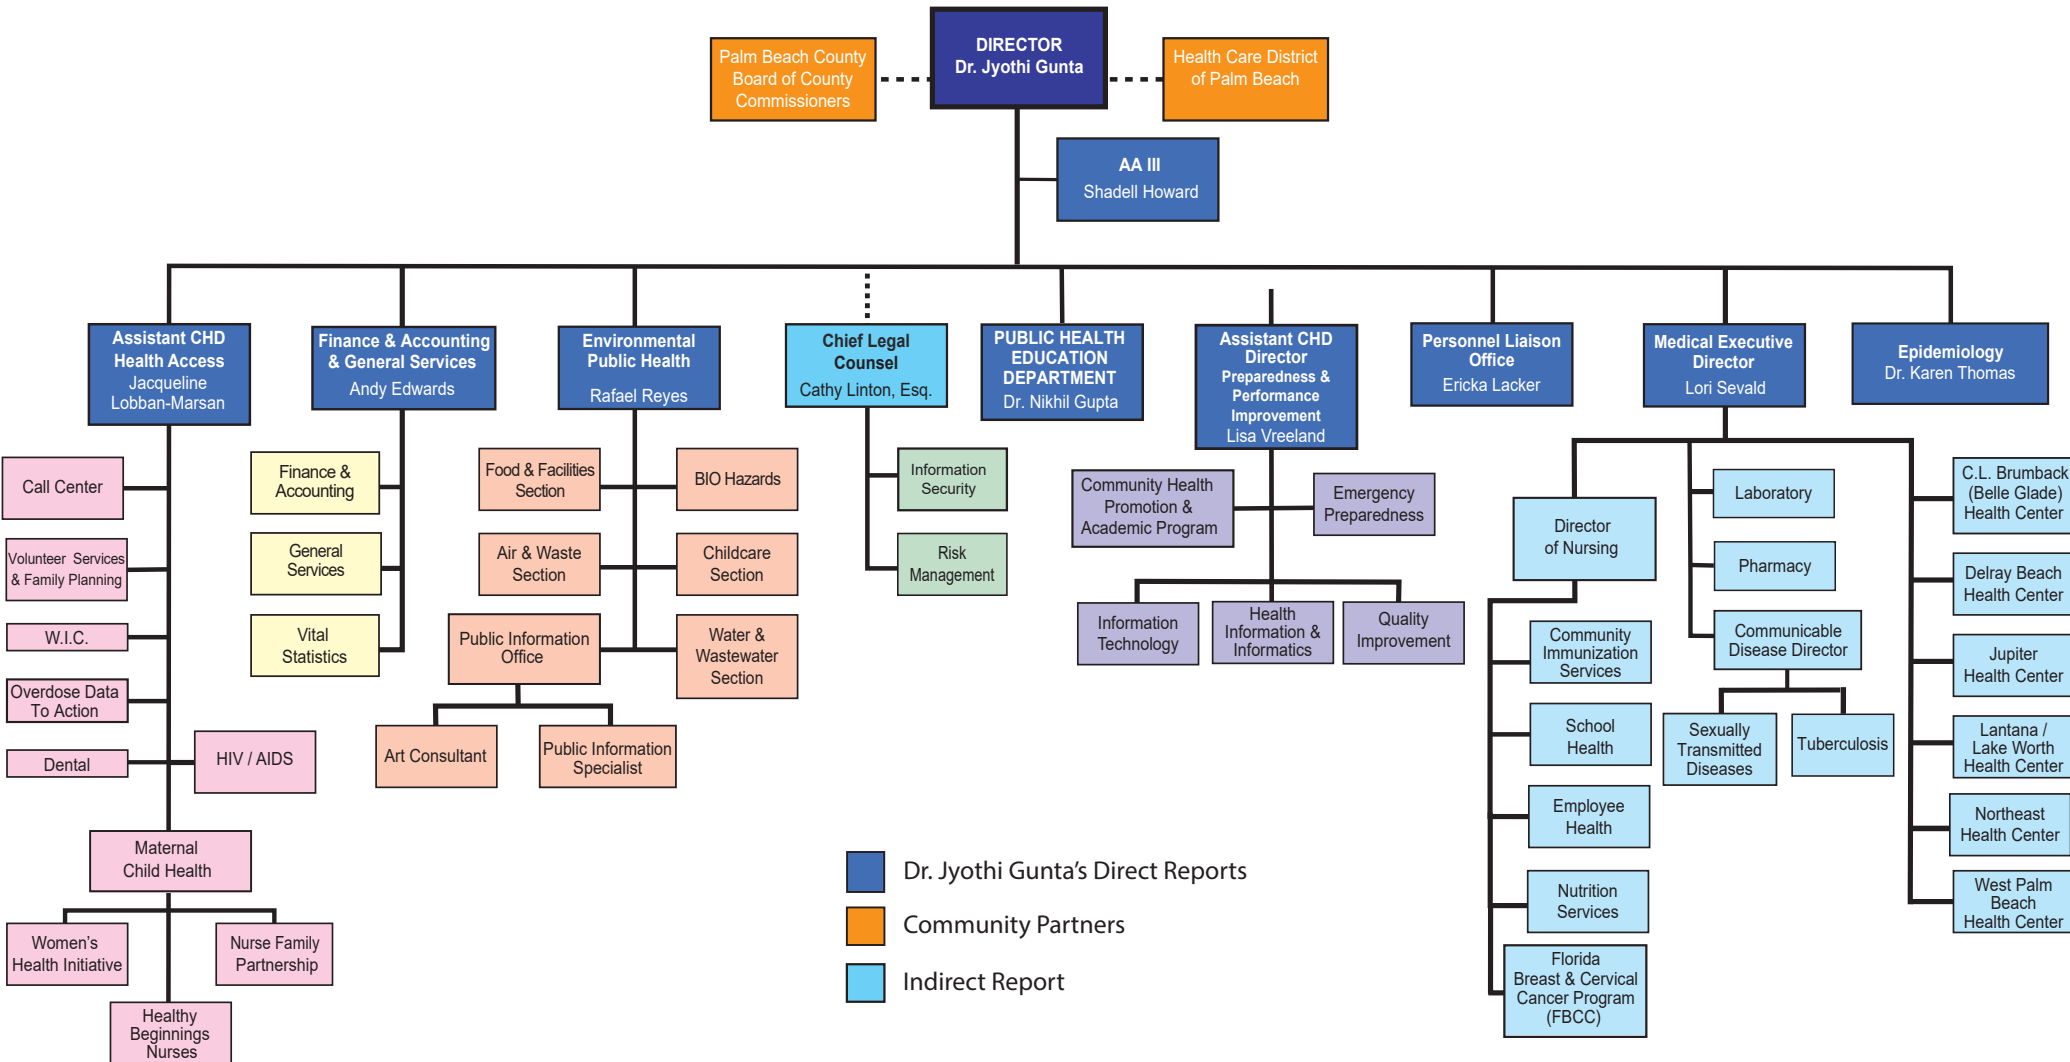 DIRECTOR
Dr. Jyothi Gunta
Palm Beach County
Board of County
Commissioners
Health Care District
of Palm Beach
AA III
Shadell Howard
Assistant CHD
Health Access
Jacqueline
Lobban-Marsan
Finance & Accounting
& General Services
Andy Edwards
Environmental
Public Health
Rafael Reyes
Chief Legal
Counsel
Cathy Linton, Esq.
PUBLIC HEALTH
EDUCATION
DEPARTMENT
Dr. Nikhil Gupta
Assistant CHD
Director
Preparedness &
Performance
Improvement
Lisa Vreeland
Personnel Liaison
Office
Ericka Lacker
Medical Executive
Director
Lori Sevald
Epidemiology
Dr. Karen Thomas
Call Center
Volunteer Services
& Family Planning
W.I.C.
Overdose Data
To Action
Dental
HIV / AIDS
Maternal
Child Health
Women's
Health Initiative
Nurse Family
Partnership
Healthy
Beginnings
Nurses
Finance &
Accounting
General
Services
Vital
Statistics
Food & Facilities
Section
BIO Hazards
Air & Waste
Section
Childcare
Section
Public Information
Office
Water &
Wastewater
Section
Art Consultant
Public Information
Specialist
Information
Security
Risk
Management
Community Health
Promotion &
Academic Program
Emergency
Preparedness
Information
Technology
Health
Information &
Informatics
Quality
Improvement
Director
of Nursing
Community
Immunization
Services
School
Health
Employee
Health
Nutrition
Services
Florida
Breast & Cervical
Cancer Program
(FBCC)
Laboratory
Pharmacy
Communicable
Disease Director
Sexually
Transmitted
Diseases
Tuberculosis
C.L. Brumback
(Belle Glade)
Health Center
Delray Beach
Health Center
Jupiter
Health Center
Lantana /
Lake Worth
Health Center
Northeast
Health Center
West Palm
Beach
Health Center
Dr. Jyothi Gunta's Direct Reports
Community Partners
Indirect Report